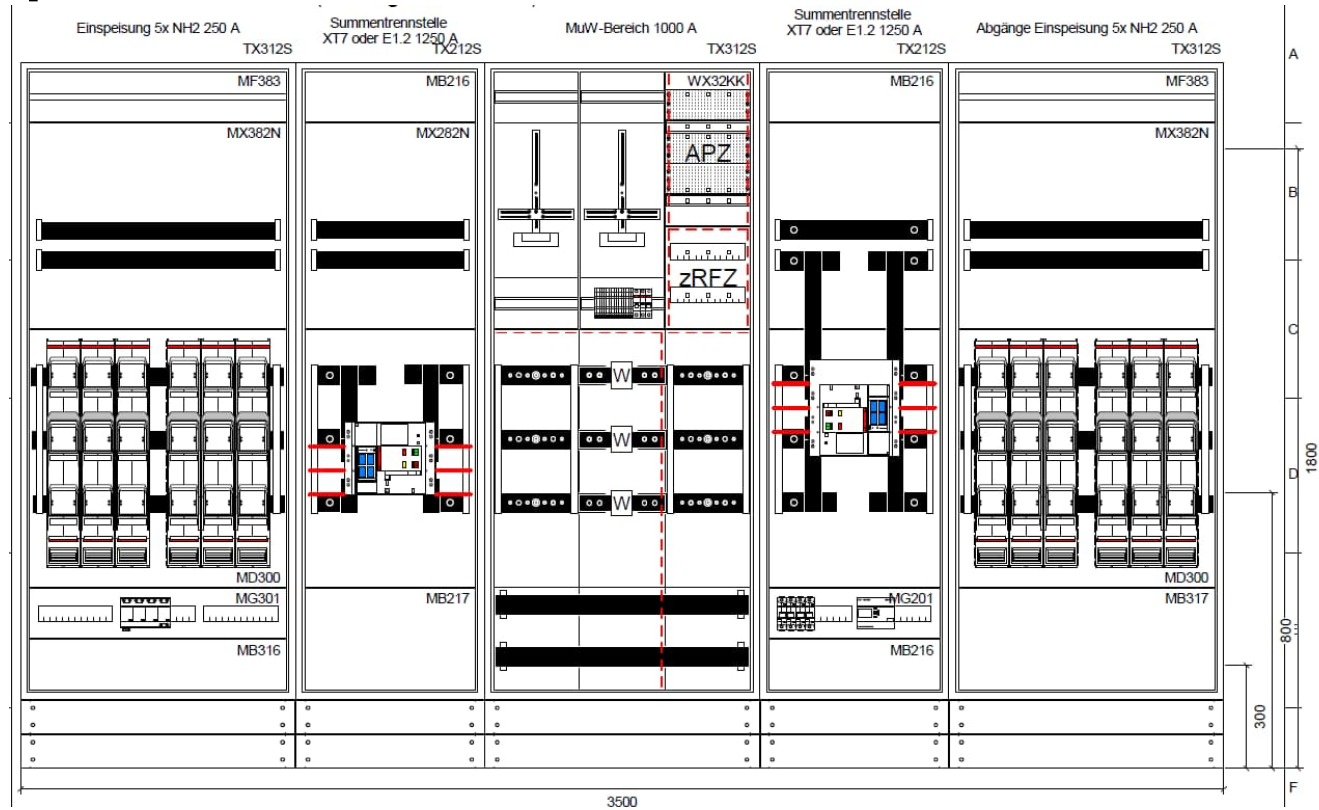 Einspeisung 5x NH2 250 A
TX312S
Summentrennstelle
XT7 oder E1.2 1250 A
TX212S
MuW-Bereich 1000 A
TX312S
Summentrennstelle
XT7 oder E1.2 1250 A
TX212S
Abgänge Einspeisung 5x NH2 250 A
TX312S
MF383
MB216
WX32KK
MB216
MF383
MX382N
MX282N
APZ
MX382N
zRFZ
W
W
W
MD300
MD300
MG301
MB217
MG201
MB317
MB316
MB216
A
B
C
D
F
1800
800
300
3500